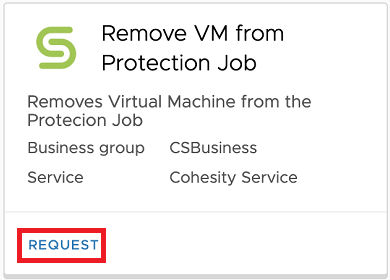 Remove VM from
Protection Job
Removes Virtual Machine from the
Protecion Job
Business group CSBusiness
Service Cohesity Service
REQUEST